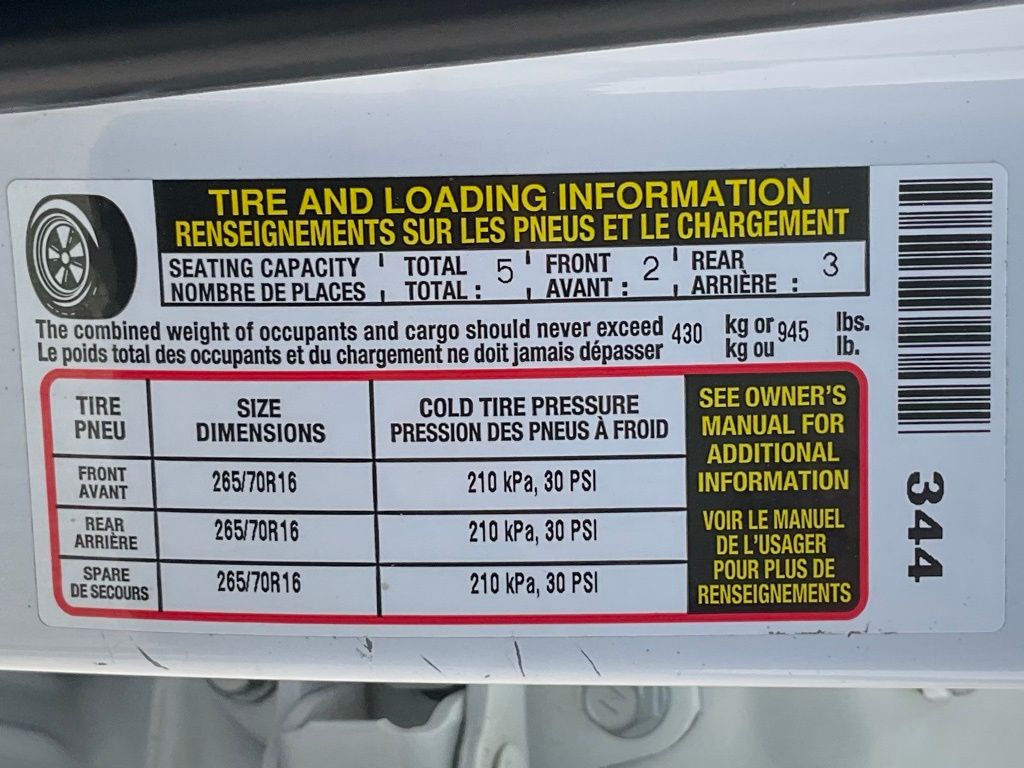 TIRE AND LOADING INFORMATION
RENSEIGNEMENTS SUR LES PNEUS ET LE CHARGEMENT
SEATING CAPACITY TOTAL 5 FRONT 2 REAR 3
NOMBRE DE PLACES TOTAL : AVANT : ARRIÈRE :
The combined weight of occupants and cargo should never exceed 430 kg or 945 lbs.
Le poids total des occupants et du chargement ne doit jamais dépasser kg ou lb.
TIRE
PNEU
SIZE
DIMENSIONS
COLD TIRE PRESSURE
PRESSION DES PNEUS À FROID
FRONT
AVANT
265/70R16
210 kPa, 30 PSI
REAR
ARRIÈRE
265/70R16
210 kPa, 30 PSI
SPARE
DE SECOURS
265/70R16
210 kPa, 30 PSI
SEE OWNER'S
MANUAL FOR
ADDITIONAL
INFORMATION
VOIR LE MANUEL
DE L'USAGER
POUR PLUS DE
RENSEIGNEMENTS
344